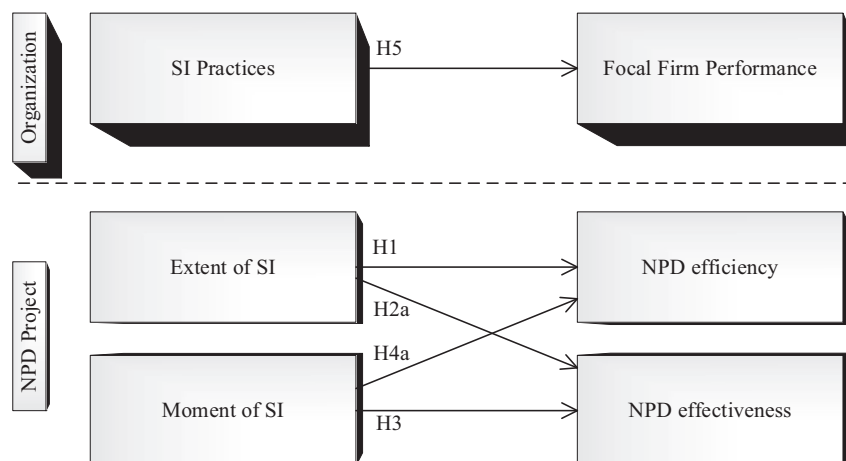 Organization
SI Practices
H5
Focal Firm Performance
NPD Project
Extent of SI
H1
NPD efficiency
H2a
H4a
Moment of SI
H3
NPD effectiveness